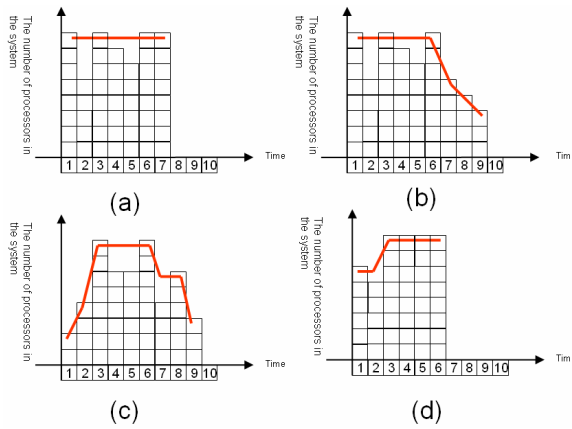 The number of processors in
the system
1 2 3 4 5 6 7 8 9 10
Time
(a)
The number of processors in
the system
1 2 3 4 5 6 7 8 9 10
Tim
(b)
The number of processors in
the system
1 2 3 4 5 6 7 8 9 10
Time
(c)
The number of processors in
the system
1 2 3 4 5 6 7 8 9 10
Tim
(d)